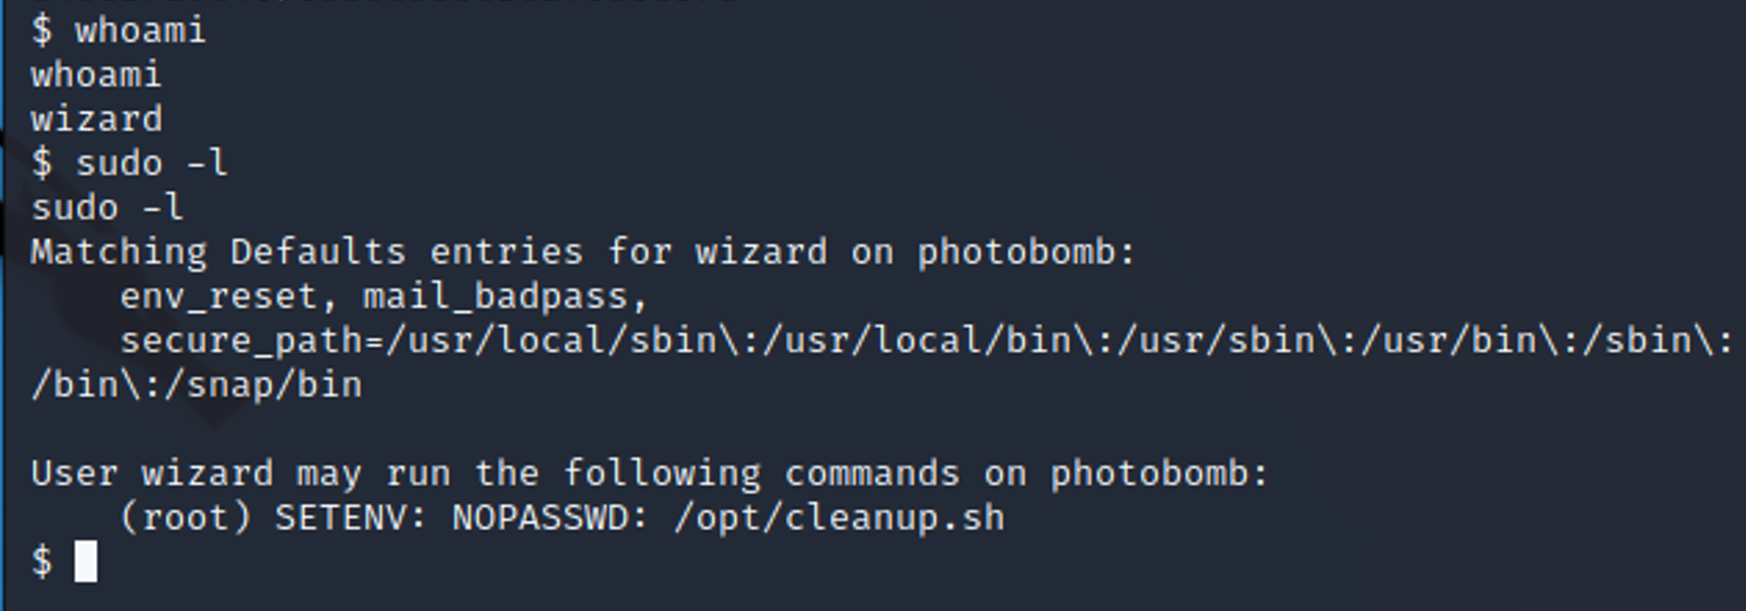 $ whoami
whoami
wizard
$ sudo -l
sudo -l
Matching Defaults entries for wizard on photobomb:
    env_reset, mail_badpass,
    secure_path=/usr/local/sbin\:/usr/local/bin\:/usr/sbin\:/usr/bin\:/sbin\:
/bin\:/snap/bin

User wizard may run the following commands on photobomb:
    (root) SETENV: NOPASSWD: /opt/cleanup.sh
$